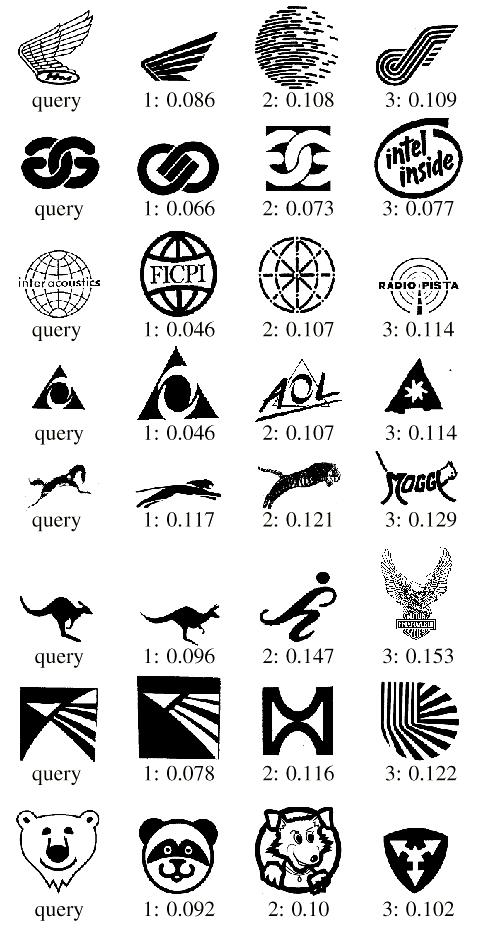 query 1: 0.086 2: 0.108 3: 0.109
intel
inside
query 1: 0.066 2: 0.073 3: 0.077
inter acoustics FICPI RADIO PISTA
query 1: 0.046 2: 0.107 3: 0.114
AOL
query 1: 0.046 2: 0.107 3: 0.114
MOGGI
query 1: 0.117 2: 0.121 3: 0.129
query 1: 0.096 2: 0.147 3: 0.153
query 1: 0.078 2: 0.116 3: 0.122
query 1: 0.092 2: 0.10 3: 0.102